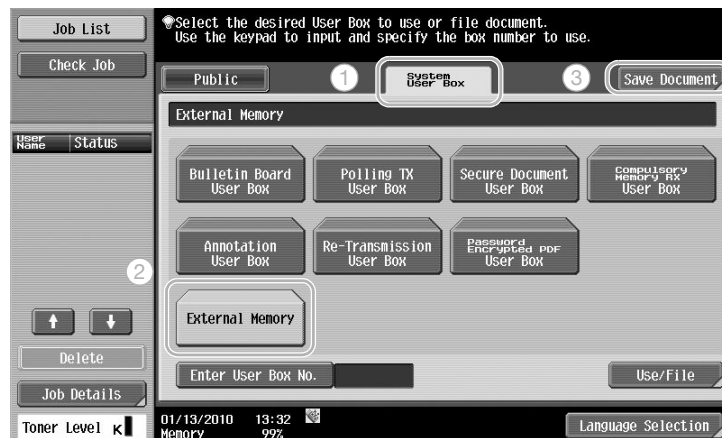 Job List
Check Job
User Name
Status
2
Delete
Job Details
Toner Level K
Select the desired User Box to use or file document.
Use the keypad to input and specify the box number to use.
Public
1
System User Box
3
Save Document
External Memory
Bulletin Board
User Box
Polling TX
User Box
Secure Document
User Box
Compulsory
Memory RX
User Box
Annotation
User Box
Re-Transmission
User Box
Password
Encrypted PDF
User Box
External Memory
Enter User Box No.
Use/File
01/13/2010 13:32
Memory 99%
Language Selection